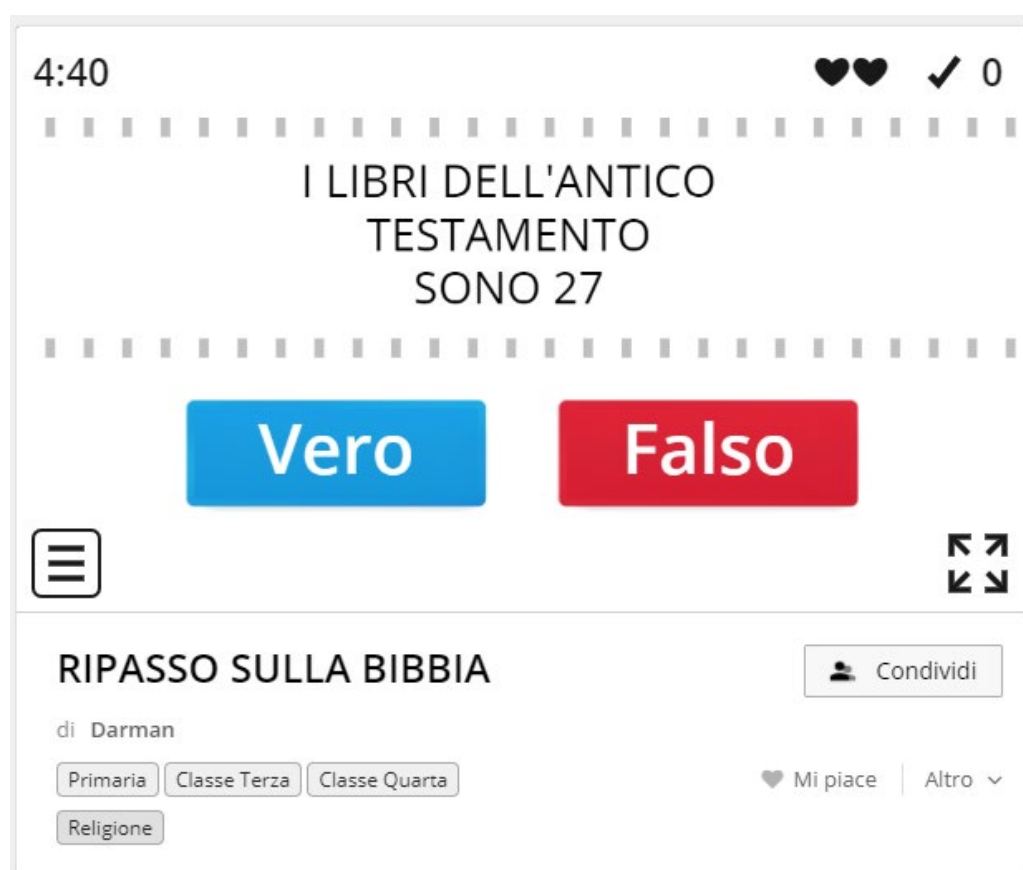 4:40 0
I LIBRI DELL'ANTICO
TESTAMENTO
SONO 27
Vero Falso
RIPASSO SULLA BIBBIA Condividi
di Darman
Primaria Classe Terza Classe Quarta Mi piace Altro
Religione